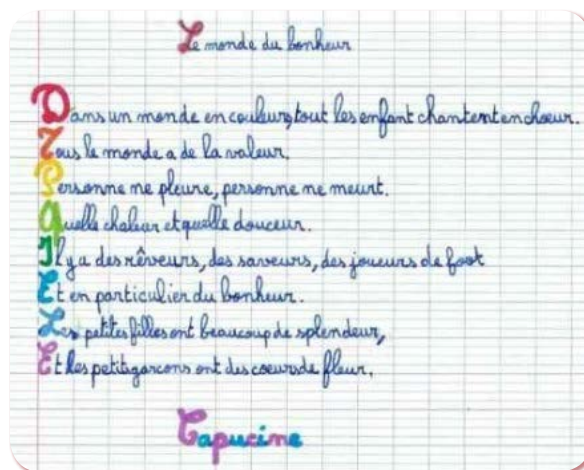 Le monde du bonheur
Dans un monde en couleur, tout les enfant chantent en chœur.
Tous le monde a de la valeur.
Personne ne pleure, personne ne meurt.
Quelle chaleur et quelle douceur.
Il y a des rêveurs, des saveurs, des joueurs de foot
Et en particulier du bonheur.
Les petites filles ont beaucoup de splendeur,
Et les petits garcons ont des coeurs de fleur.
Capucine